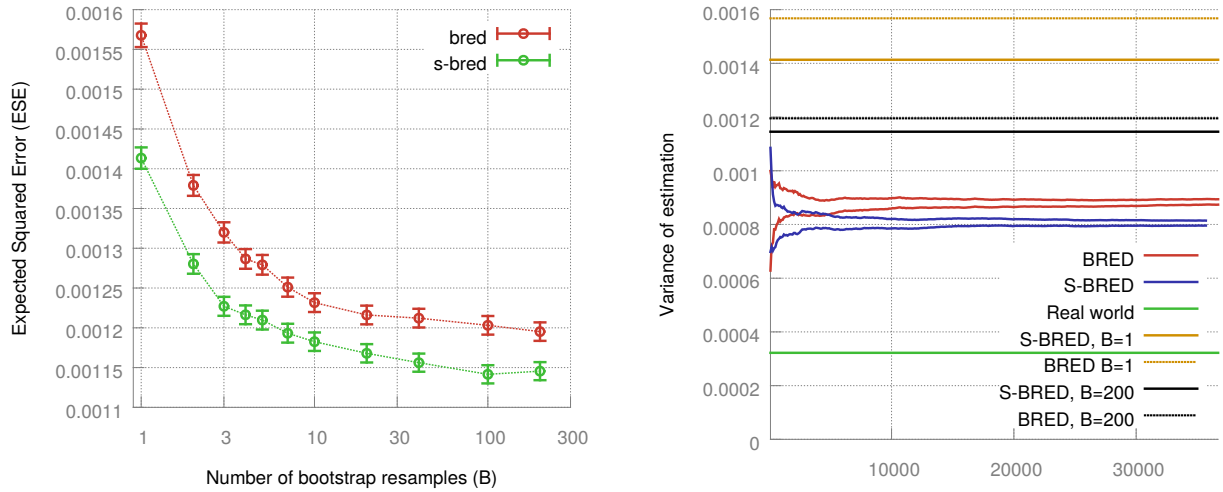 0.0016
0.00155
0.0015
0.00145
0.0014
0.00135
0.0013
0.00125
0.0012
0.00115
0.0011
Expected Squared Error (ESE)
bred
s-bred
1
3
10
30
100
300
Number of bootstrap resamples (B)
0.0016
0.0014
0.0012
0.001
0.0008
0.0006
0.0004
0.0002
0
Variance of estimation
BRED
S-BRED
Real world
S-BRED, B=1
BRED B=1
S-BRED, B=200
BRED, B=200
10000
20000
30000